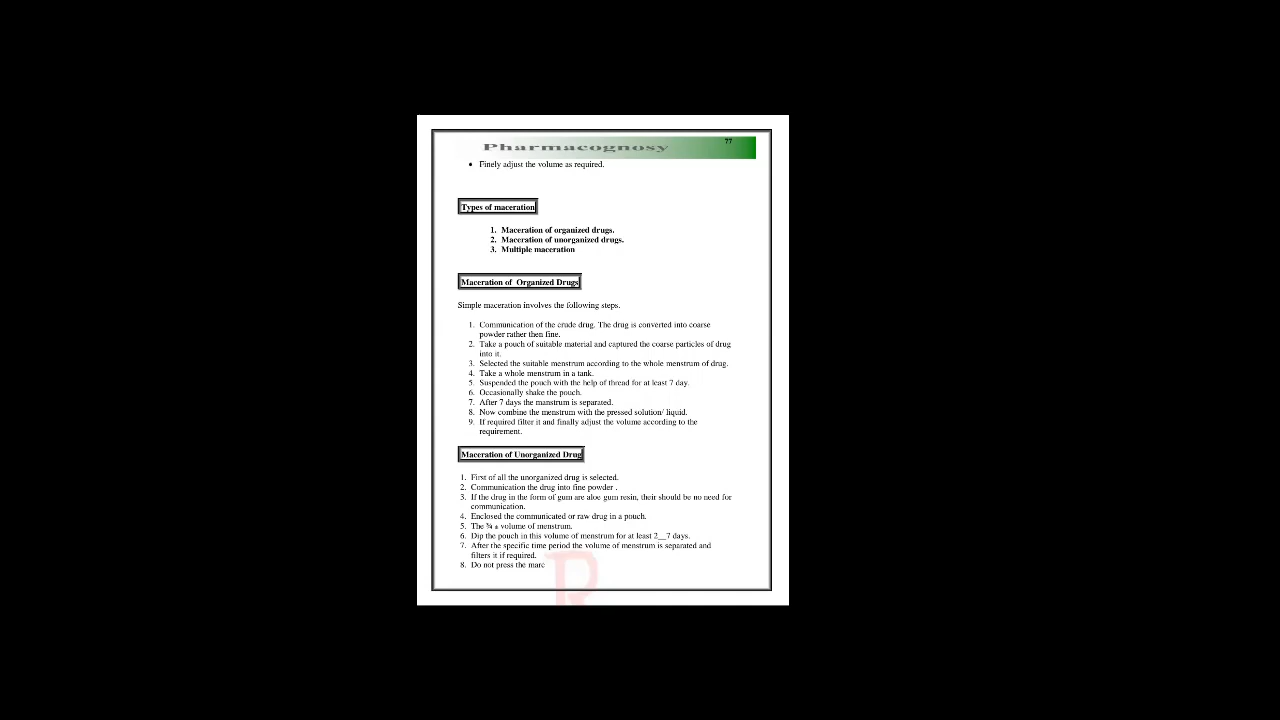 Pharmacognosy 77
• Finely adjust the volume as required.
Types of maceration
1. Maceration of organized drugs.
2. Maceration of unorganized drugs.
3. Multiple maceration
Maceration of Organized Drugs
Simple maceration involves the following steps.
1. Communication of the crude drug. The drug is converted into coarse
powder rather then fine.
2. Take a pouch of suitable material and captured the coarse particles of drug
into it.
3. Selected the suitable menstrum according to the whole menstrum of drug.
4. Take a whole menstrum in a tank.
5. Suspended the pouch with the help of thread for at least 7 day.
6. Occasionally shake the pouch.
7. After 7 days the manstrum is separated.
8. Now combine the menstrum with the pressed solution/ liquid.
9. If required filter it and finally adjust the volume according to the
requirement.
Maceration of Unorganized Drug
1. First of all the unorganized drug is selected.
2. Communication the drug into fine powder .
3. If the drug in the form of gum are aloe gum resin, their should be no need for
communication.
4. Enclosed the communicated or raw drug in a pouch.
5. The ¾ volume of menstrum.
6. Dip the pouch in this volume of menstrum for at least 2__7 days.
7. After the specific time period the volume of menstrum is separated and
filters it if required.
8. Do not press the marc